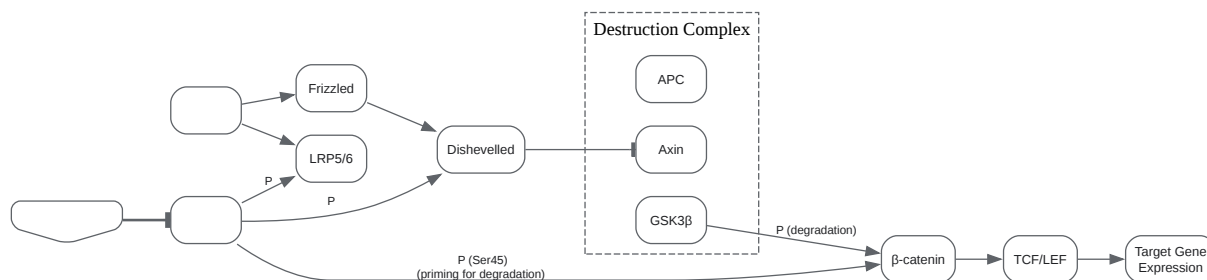 Destruction Complex
APC
Frizzled
Dishevelled
Axin
LRP5/6
P
P
GSK3β
P (degradation)
P (Ser45)
(priming for degradation)
β-catenin
TCF/LEF
Target Gene
Expression